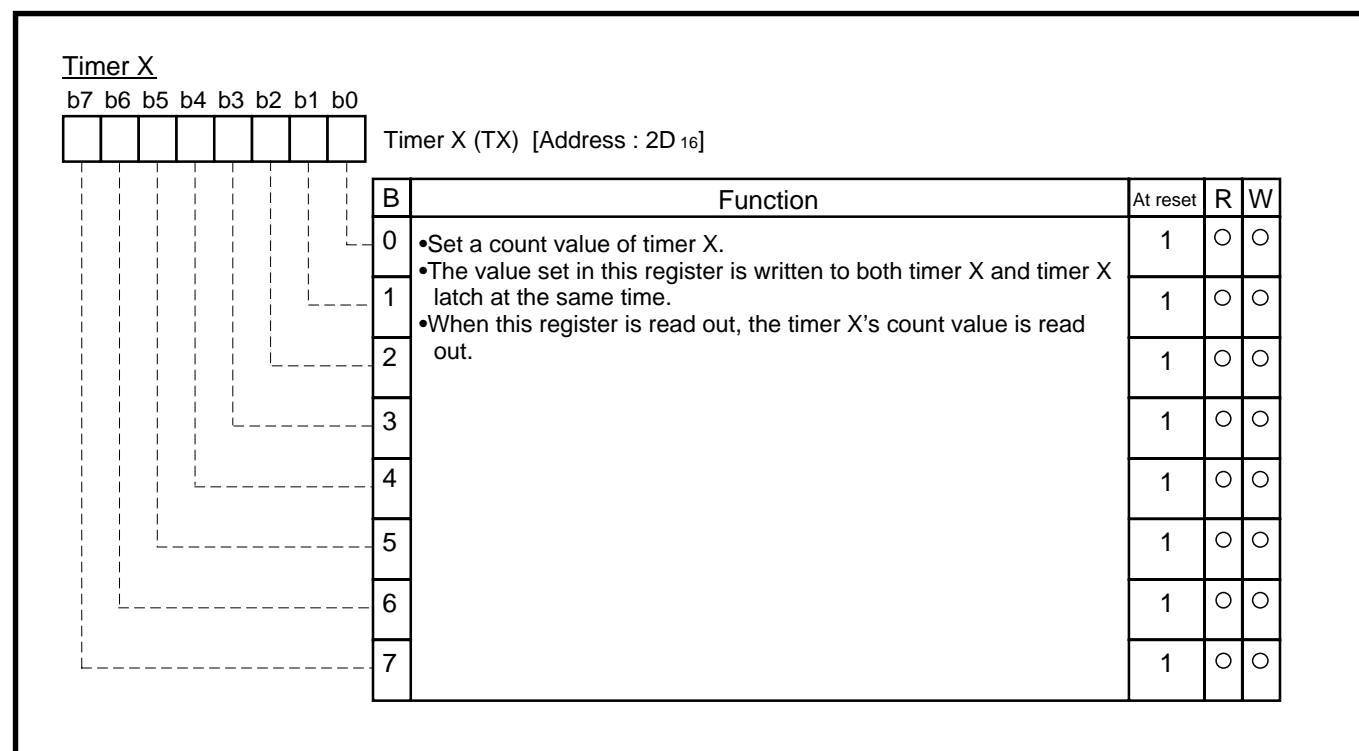 Timer X
b7 b6 b5 b4 b3 b2 b1 b0
Timer X (TX) [Address : 2D 16]
B Function At reset R W
0 •Set a count value of timer X. 1 ○ ○
•The value set in this register is written to both timer X and timer X
1 latch at the same time. 1 ○ ○
•When this register is read out, the timer X’s count value is read
2 out. 1 ○ ○
3 1 ○ ○
4 1 ○ ○
5 1 ○ ○
6 1 ○ ○
7 1 ○ ○